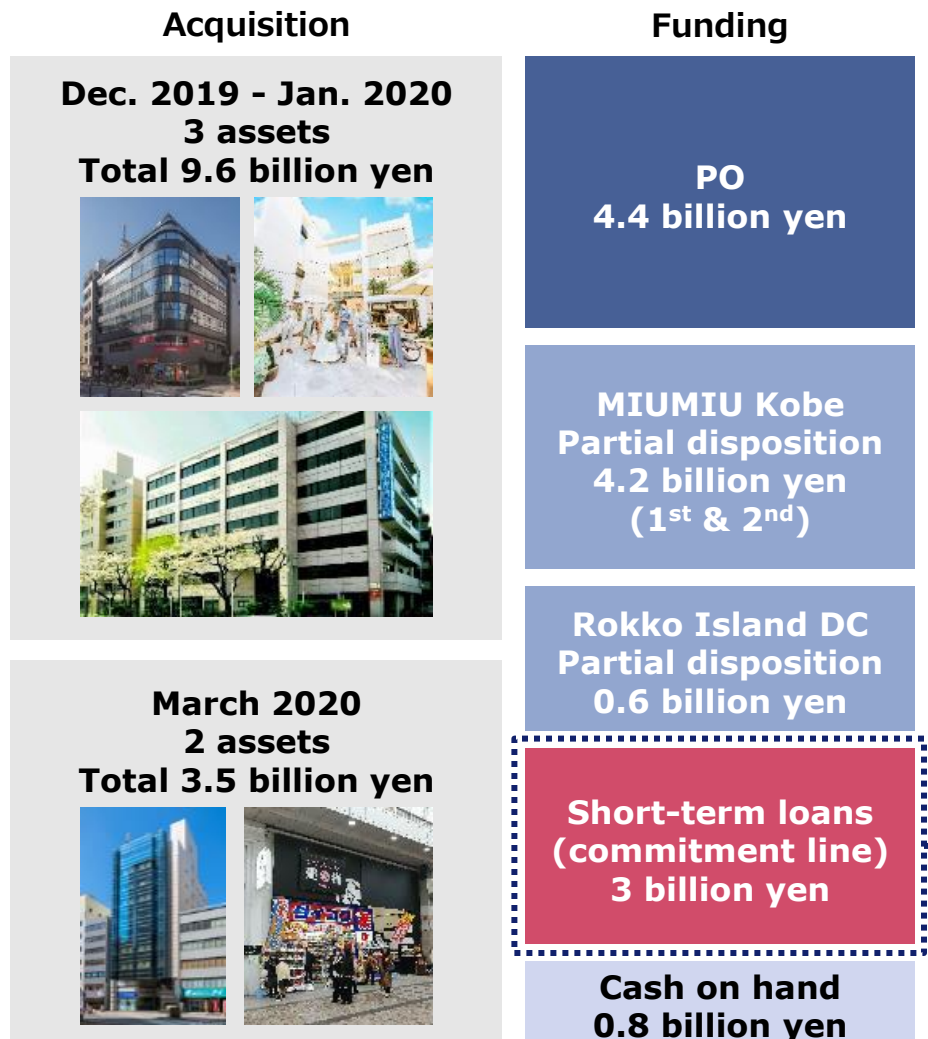 Acquisition
Dec. 2019 - Jan. 2020
3 assets
Total 9.6 billion yen
March 2020
2 assets
Total 3.5 billion yen
Funding
PO
4.4 billion yen
MIUMIU Kobe
Partial disposition
4.2 billion yen
(1st & 2nd)
Rokko Island DC
Partial disposition
0.6 billion yen
Short-term loans
(commitment line)
3 billion yen
Cash on hand
0.8 billion yen